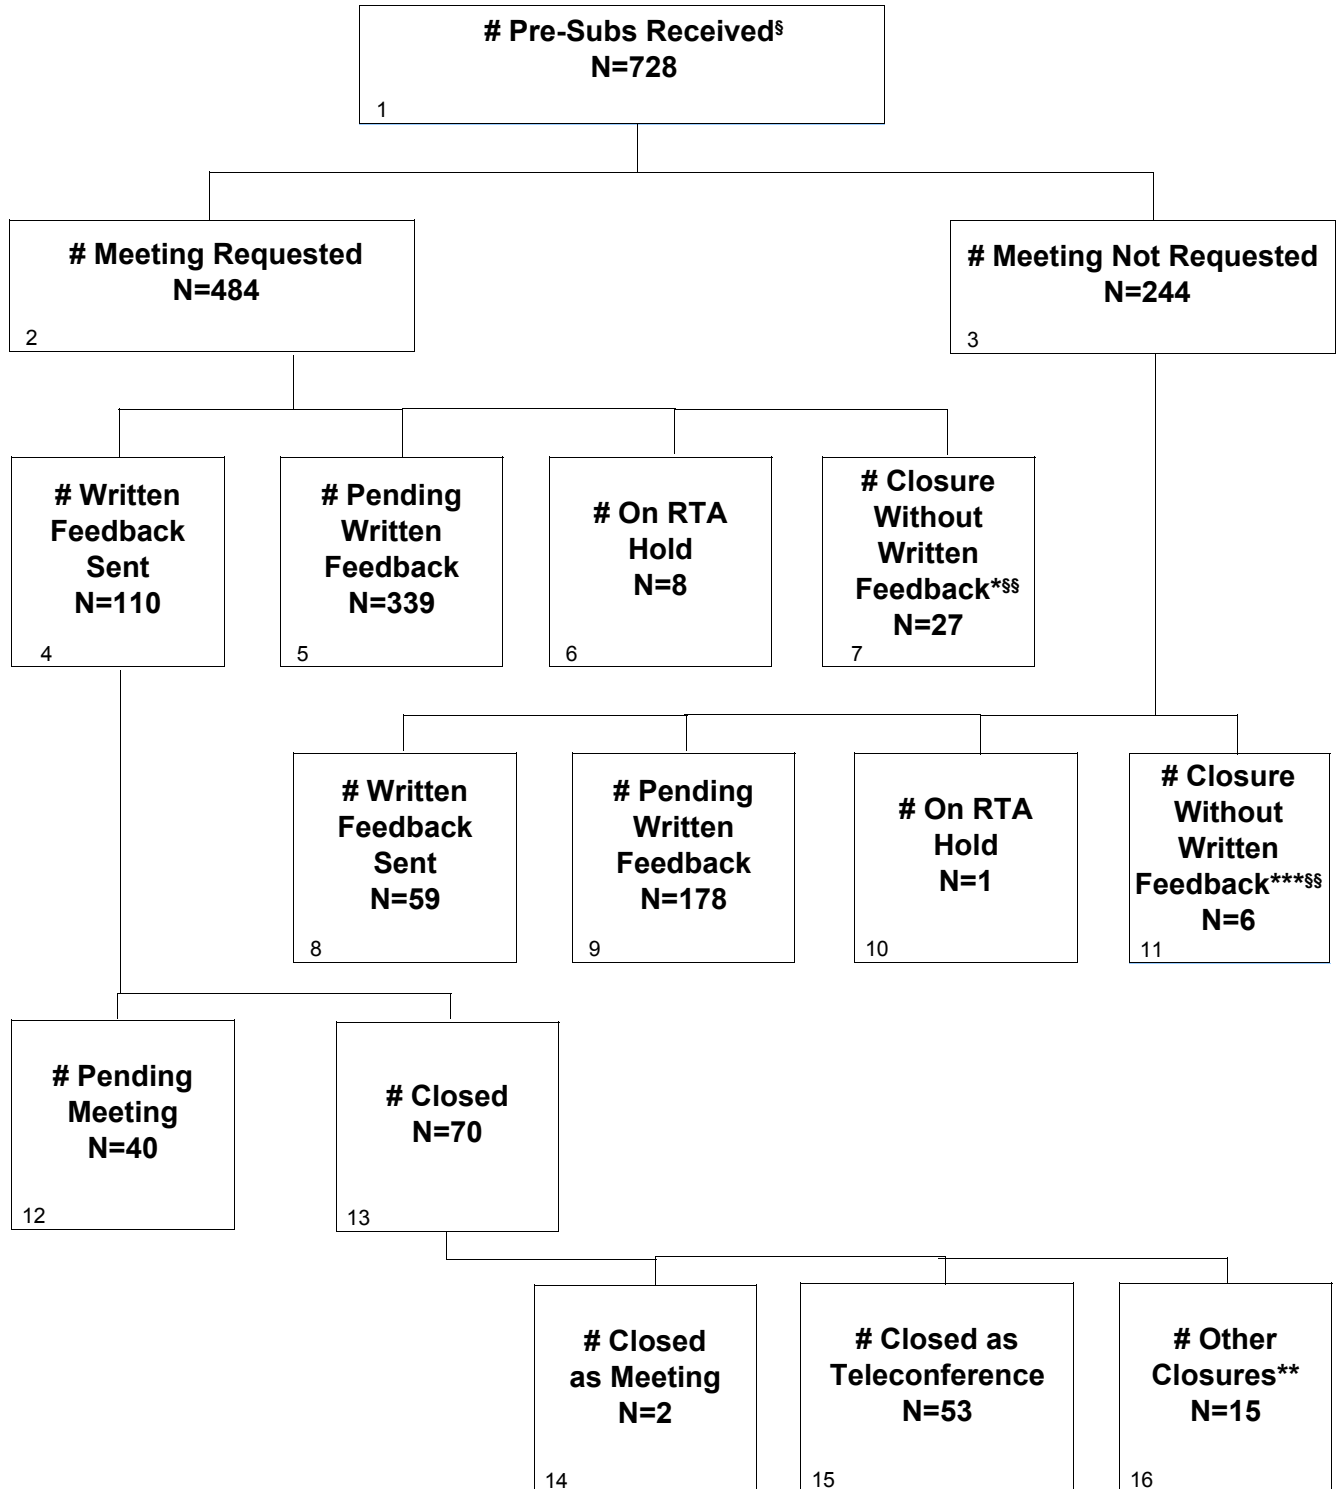 # Pre-Subs Received§
N=728
1
# Meeting Requested
N=484
2
# Meeting Not Requested
N=244
3
# Written
Feedback
Sent
N=110
4
# Pending
Written
Feedback
N=339
5
# On RTA
Hold
N=8
6
# Closure
Without
Written
Feedback*§§
N=27
7
# Written
Feedback
Sent
N=59
8
# Pending
Written
Feedback
N=178
9
# On RTA
Hold
N=1
10
# Closure
Without
Written
Feedback***§§
N=6
11
# Pending
Meeting
N=40
12
# Closed
N=70
13
# Closed
as Meeting
N=2
14
# Closed as
Teleconference
N=53
15
# Other
Closures**
N=15
16